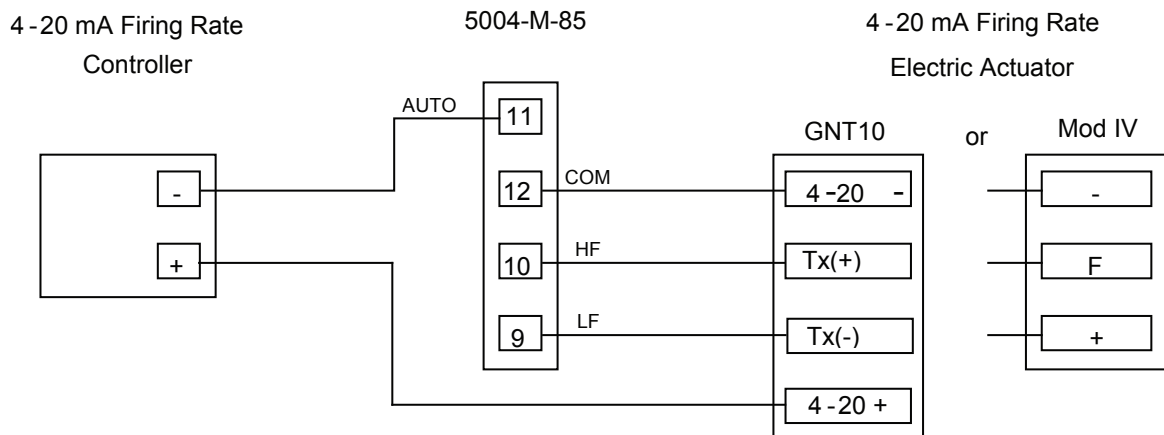 4-20 mA Firing Rate
Controller
5004-M-85
4-20 mA Firing Rate
Electric Actuator
AUTO
11
GNT10
or
Mod IV
-
12
COM
4-20 -
-
+
10
HF
Tx(+)
F
9
LF
Tx(-)
+
4-20 +